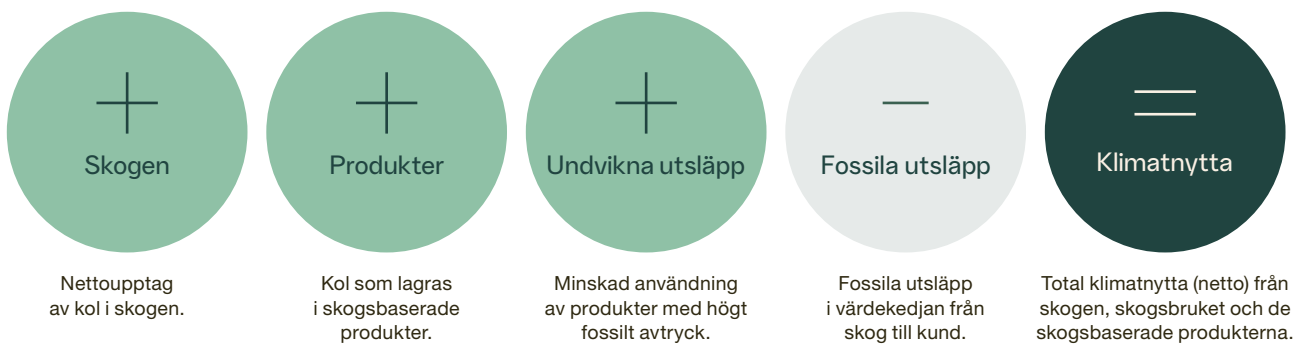 +
Skogen
Nettoupptag
av kol i skogen.
+
Produkter
Kol som lagras
i skogsbaserade
produkter.
+
Undvikna utsläpp
Minskad användning
av produkter med högt
fossilt avtryck.
–
Fossila utsläpp
Fossila utsläpp
i värdekedjan från
skog till kund.
=
Klimatnytta
Total klimatnytta (netto) från
skogen, skogsbruket och de
skogsbaserade produkterna.